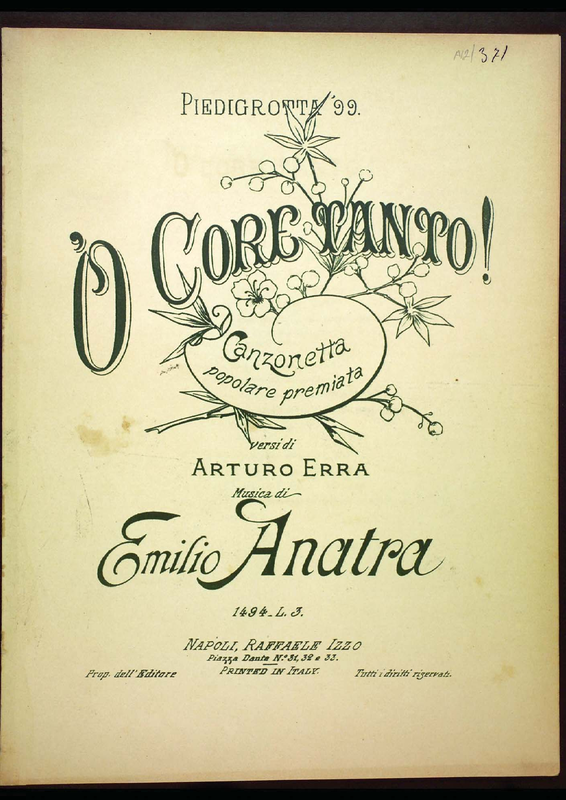 A(2)/371
PIEDIGROTTA '99.
'O CORE TANTO!
Canzonetta
popolare premiata
versi di
ARTURO ERRA
Musica di
Emilio Anatra
1494_L. 3.
NAPOLI, RAFFAELE IZZO
Piazza Dante N.º 31, 32 e 33.
Prop. dell'Editore PRINTED IN ITALY. Tutti i diritti riservati.